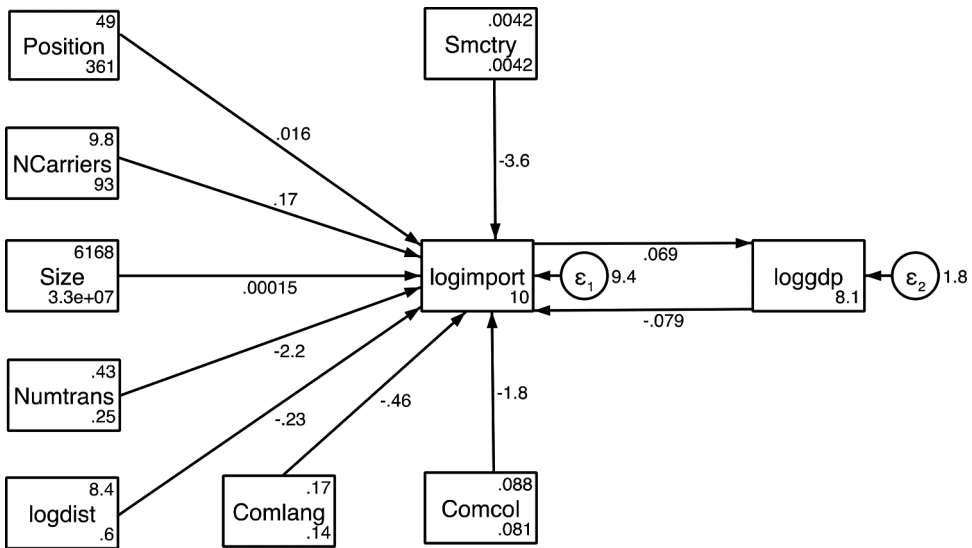 49
Position
361
.0042
Smctry
.0042
.016
9.8
NCarriers
93
-3.6
.17
6168
Size
3.3e+07
.00015
logimport
10
ε1
9.4
.069
-.079
loggdp
8.1
ε2
1.8
.43
Numtrans
.25
-2.2
-.23
-.46
-1.8
8.4
logdist
.6
.17
Comlang
.14
.088
Comcol
.081